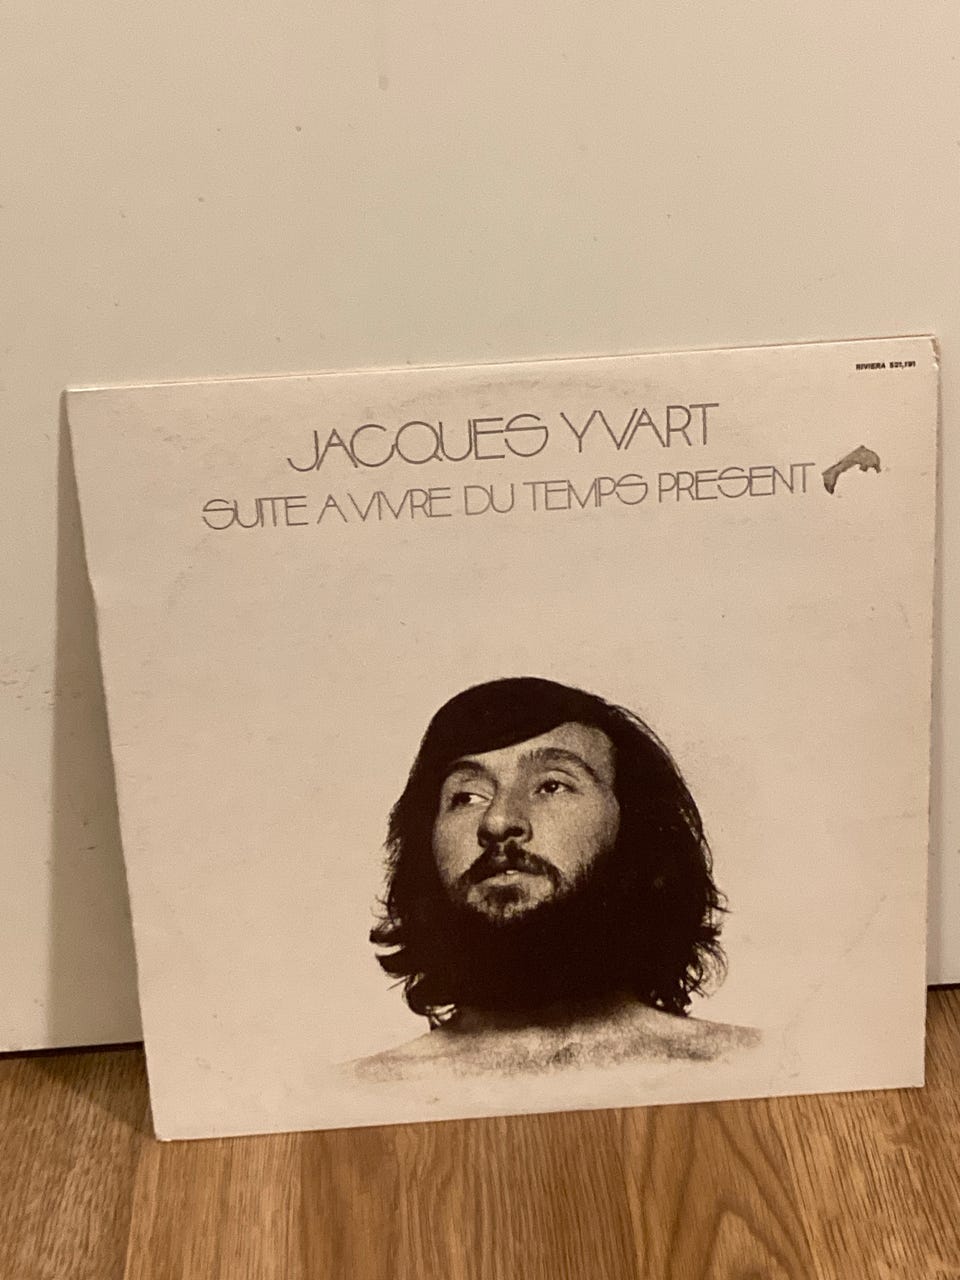 RIVIERA 521,191
JACQUES YVART
SUITE A VIVRE DU TEMPS PRESENT